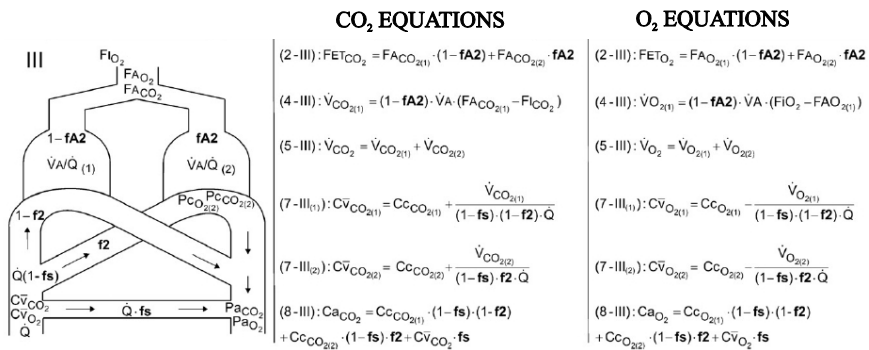 CO₂ EQUATIONS
O₂ EQUATIONS
III
FIO₂
FAO₂
FACO₂
1-fA2
V̇A/Q̇ (1)
fA2
V̇A/Q̇ (2)
PcO₂₍₂₎ PcCO₂₍₂₎
1-f2
f2
Q̇(1-fs)
Cv̄CO₂
Cv̄O₂
Q̇
Q̇·fs
PaCO₂
PaO₂
(2-III): FETCO₂ = FACO₂₍₁₎·(1-fA2)+FACO₂₍₂₎·fA2
(4-III): V̇CO₂₍₁₎ = (1-fA2)·V̇A·(FACO₂₍₁₎-FICO₂)
(5-III): V̇CO₂ = V̇CO₂₍₁₎ + V̇CO₂₍₂₎
(7-III₍₁₎): Cv̄CO₂₍₁₎ = CcCO₂₍₁₎ + V̇CO₂₍₁₎ / (1-fs)·(1-f2)·Q̇
(7-III₍₂₎): Cv̄CO₂₍₂₎ = CcCO₂₍₂₎ + V̇CO₂₍₂₎ / (1-fs)·f2·Q̇
(8-III): CaCO₂ = CcCO₂₍₁₎·(1-fs)·(1-f2)
+CcCO₂₍₂₎·(1-fs)·f2+Cv̄CO₂·fs
(2-III): FETO₂ = FAO₂₍₁₎·(1-fA2)+FAO₂₍₂₎·fA2
(4-III): V̇O₂₍₁₎ = (1-fA2)·V̇A·(FiO₂-FAO₂₍₁₎)
(5-III): V̇O₂ = V̇O₂₍₁₎ + V̇O₂₍₂₎
(7-III₍₁₎): Cv̄O₂₍₁₎ = CcO₂₍₁₎ - V̇O₂₍₁₎ / (1-fs)·(1-f2)·Q̇
(7-III₍₂₎): Cv̄O₂₍₂₎ = CcO₂₍₂₎ - V̇O₂₍₂₎ / (1-fs)·f2·Q̇
(8-III): CaO₂ = CcO₂₍₁₎·(1-fs)·(1-f2)
+CcO₂₍₂₎·(1-fs)·f2+Cv̄O₂·fs